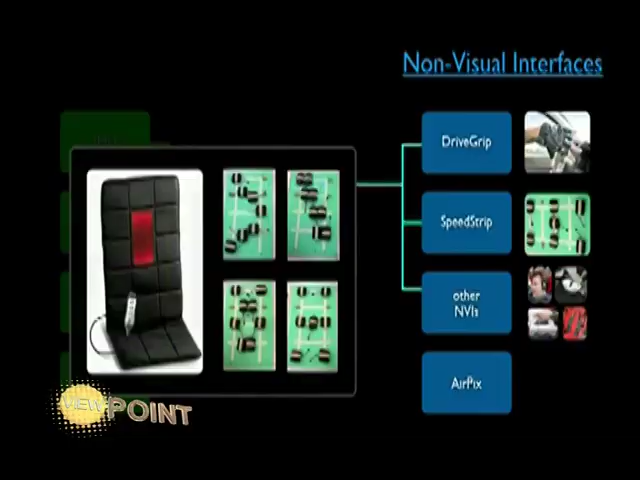 Non-Visual Interfaces
DriveGrip
SpeedStrip
other
NVIs
AirPix
VIEWPOINT